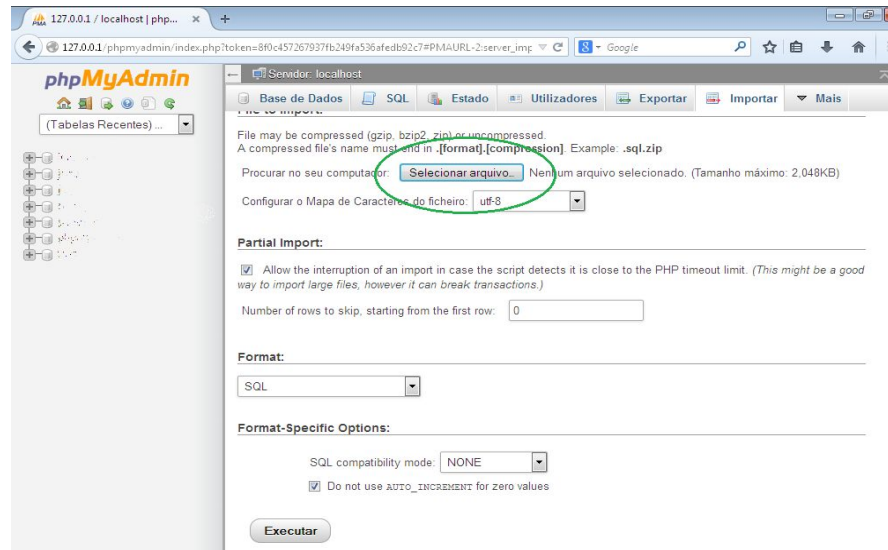 127.0.0.1 / localhost | php...
127.0.0.1/phpmyadmin/index.php?token=8f0c457267937fb249fa536afedb92c7#PMAURL-2:server_imp
Google
phpMyAdmin
(Tabelas Recentes) ...
Servidor: localhost
Base de Dados SQL Estado Utilizadores Exportar Importar Mais
File to Import:
File may be compressed (gzip, bzip2, zip) or uncompressed.
A compressed file's name must end in .[format].[compression]. Example: .sql.zip
Procurar no seu computador: Selecionar arquivo.. Nenhum arquivo selecionado. (Tamanho máximo: 2,048KB)
Configurar o Mapa de Caracteres do ficheiro: utf-8
Partial Import:
Allow the interruption of an import in case the script detects it is close to the PHP timeout limit. (This might be a good
way to import large files, however it can break transactions.)
Number of rows to skip, starting from the first row: 0
Format:
SQL
Format-Specific Options:
SQL compatibility mode: NONE
Do not use AUTO_INCREMENT for zero values
Executar